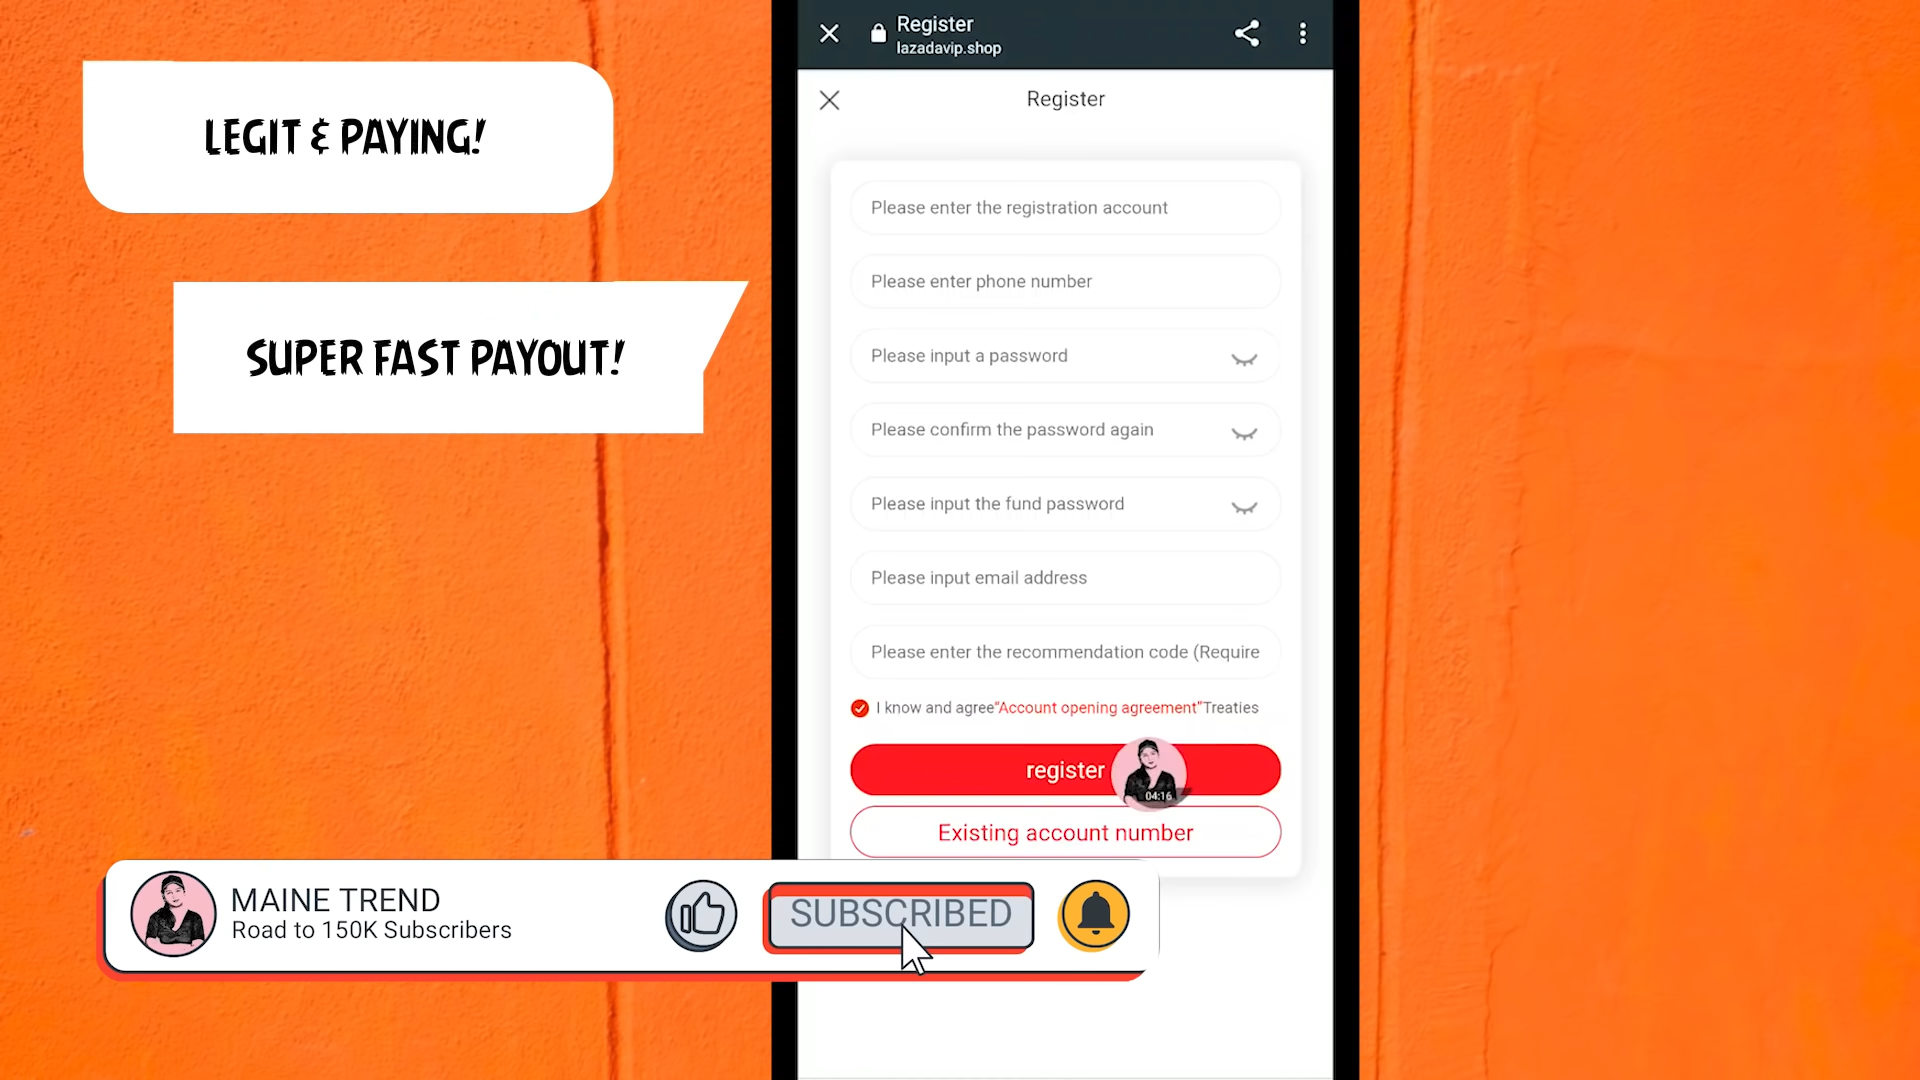 LEGIT & PAYING!
SUPER FAST PAYOUT!
Register
lazadavip.shop
Register
Please enter the registration account
Please enter phone number
Please input a password
Please confirm the password again
Please input the fund password
Please input email address
Please enter the recommendation code (Require
I know and agree"Account opening agreement"Treaties
register
04:16
Existing account number
MAINE TREND
Road to 150K Subscribers
SUBSCRIBED